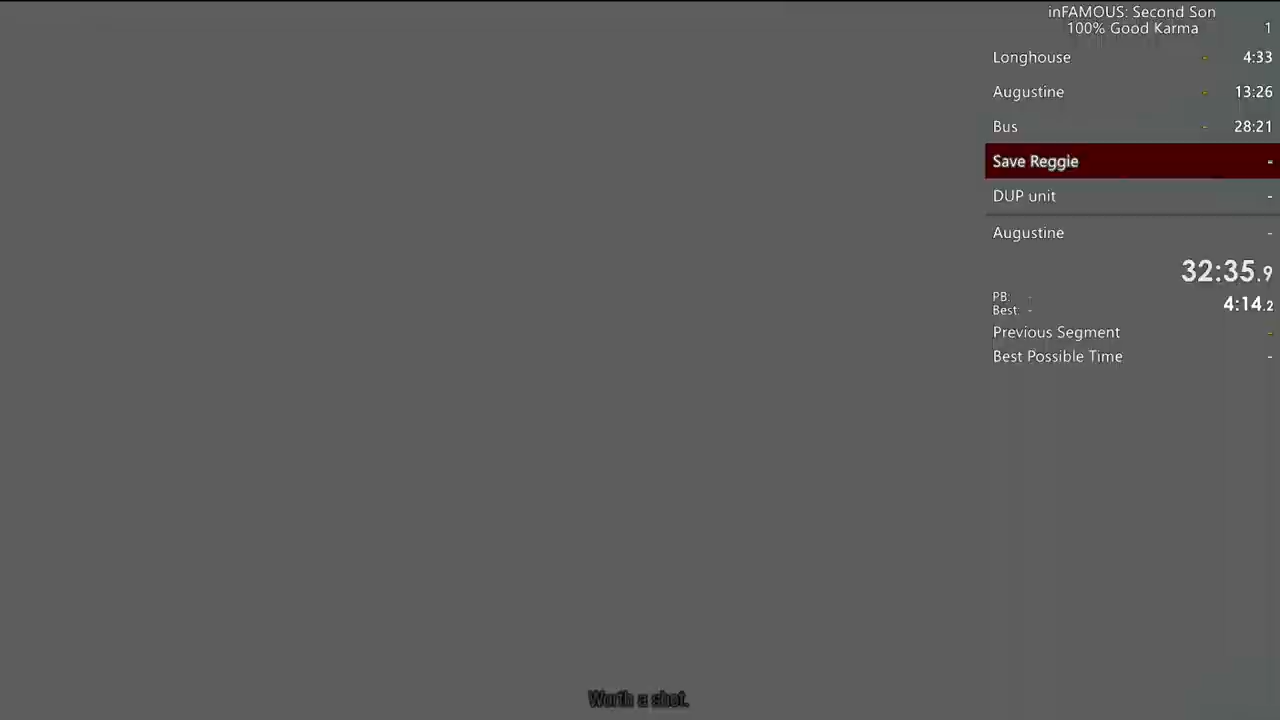 inFAMOUS: Second Son
100% Good Karma 1
Longhouse - 4:33
Augustine - 13:26
Bus - 28:21
Save Reggie -
DUP unit -
Augustine -
32:35.9
PB: - 4:14.2
Best: -
Previous Segment -
Best Possible Time -
Worth a shot.